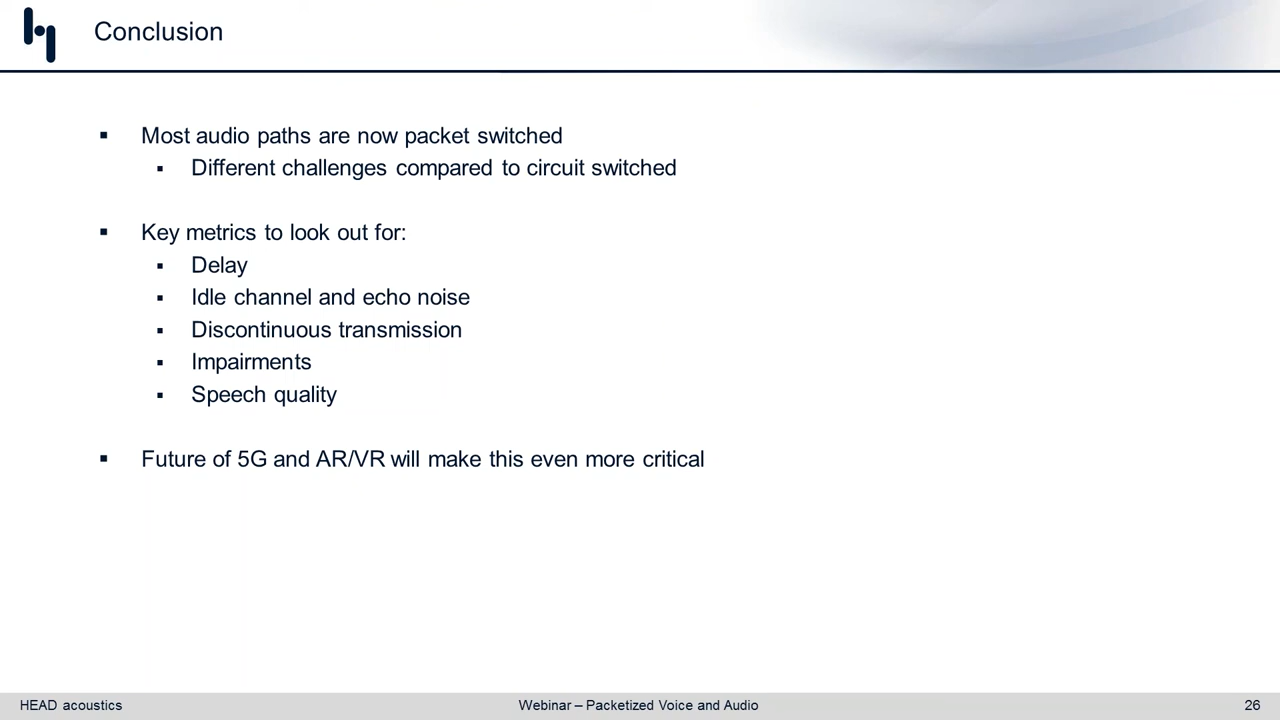 Conclusion
▪ Most audio paths are now packet switched
▪ Different challenges compared to circuit switched
▪ Key metrics to look out for:
▪ Delay
▪ Idle channel and echo noise
▪ Discontinuous transmission
▪ Impairments
▪ Speech quality
▪ Future of 5G and AR/VR will make this even more critical
HEAD acoustics
Webinar – Packetized Voice and Audio
26